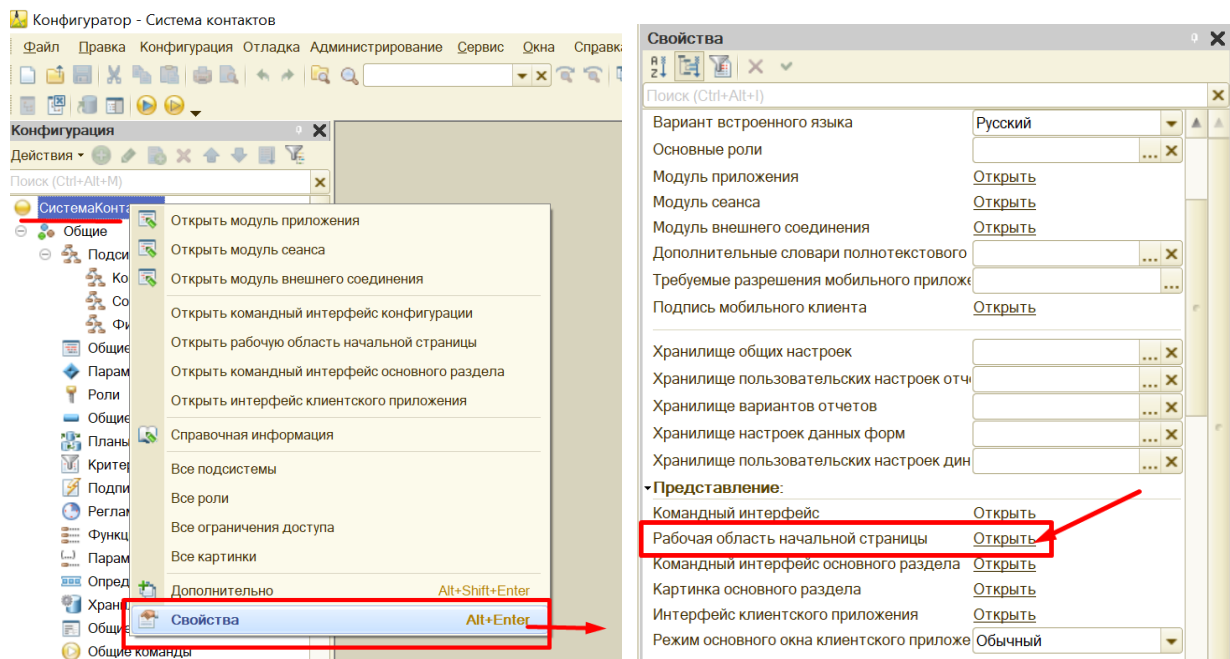 Конфигуратор - Система контактов
Файл Правка Конфигурация Отладка Администрирование Сервис Окна Справка
Конфигурация
Действия
Поиск (Ctrl+Alt+M)
СистемаКонта
Общие
Подси
Ко
Со
Фи
Общие
Парам
Роли
Общие
Планы
Критер
Подпи
Реглам
Функц
Парам
Опред
Храни
Общие
Общие команды
Открыть модуль приложения
Открыть модуль сеанса
Открыть модуль внешнего соединения
Открыть командный интерфейс конфигурации
Открыть рабочую область начальной страницы
Открыть командный интерфейс основного раздела
Открыть интерфейс клиентского приложения
Справочная информация
Все подсистемы
Все роли
Все ограничения доступа
Все картинки
Дополнительно Alt+Shift+Enter
Свойства Alt+Enter
Свойства
Поиск (Ctrl+Alt+I)
Вариант встроенного языка Русский
Основные роли ...
Модуль приложения Открыть
Модуль сеанса Открыть
Модуль внешнего соединения Открыть
Дополнительные словари полнотекстового ...
Требуемые разрешения мобильного приложе ...
Подпись мобильного клиента Открыть
Хранилище общих настроек ...
Хранилище пользовательских настроек отч ...
Хранилище вариантов отчетов ...
Хранилище настроек данных форм ...
Хранилище пользовательских настроек дин ...
Представление:
Командный интерфейс Открыть
Рабочая область начальной страницы Открыть
Командный интерфейс основного раздела Открыть
Картинка основного раздела Открыть
Интерфейс клиентского приложения Открыть
Режим основного окна клиентского приложе Обычный